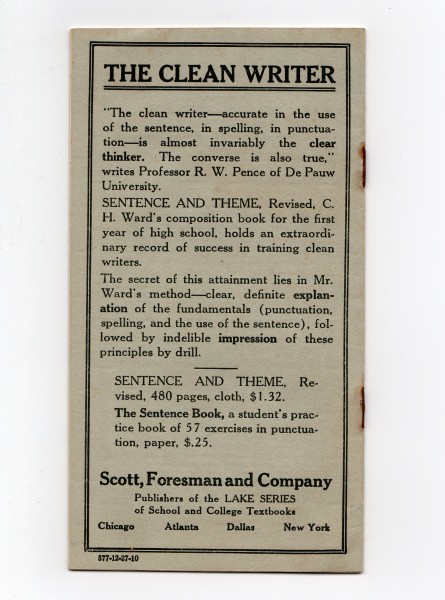 THE CLEAN WRITER
"The clean writer—accurate in the use
of the sentence, in spelling, in punctua-
tion—is almost invariably the clear
thinker. The converse is also true,"
writes Professor R. W. Pence of De Pauw
University.
SENTENCE AND THEME, Revised, C.
H. Ward's composition book for the first
year of high school, holds an extraordi-
nary record of success in training clean
writers.
The secret of this attainment lies in Mr.
Ward's method—clear, definite explan-
ation of the fundamentals (punctuation,
spelling, and the use of the sentence), fol-
lowed by indelible impression of these
principles by drill.
SENTENCE AND THEME, Re-
vised, 480 pages, cloth, $1.32.
The Sentence Book, a student's prac-
tice book of 57 exercises in punctua-
tion, paper, $.25.
Scott, Foresman and Company
Publishers of the LAKE SERIES
of School and College Textbooks
Chicago Atlanta Dallas New York
577-12-27-10